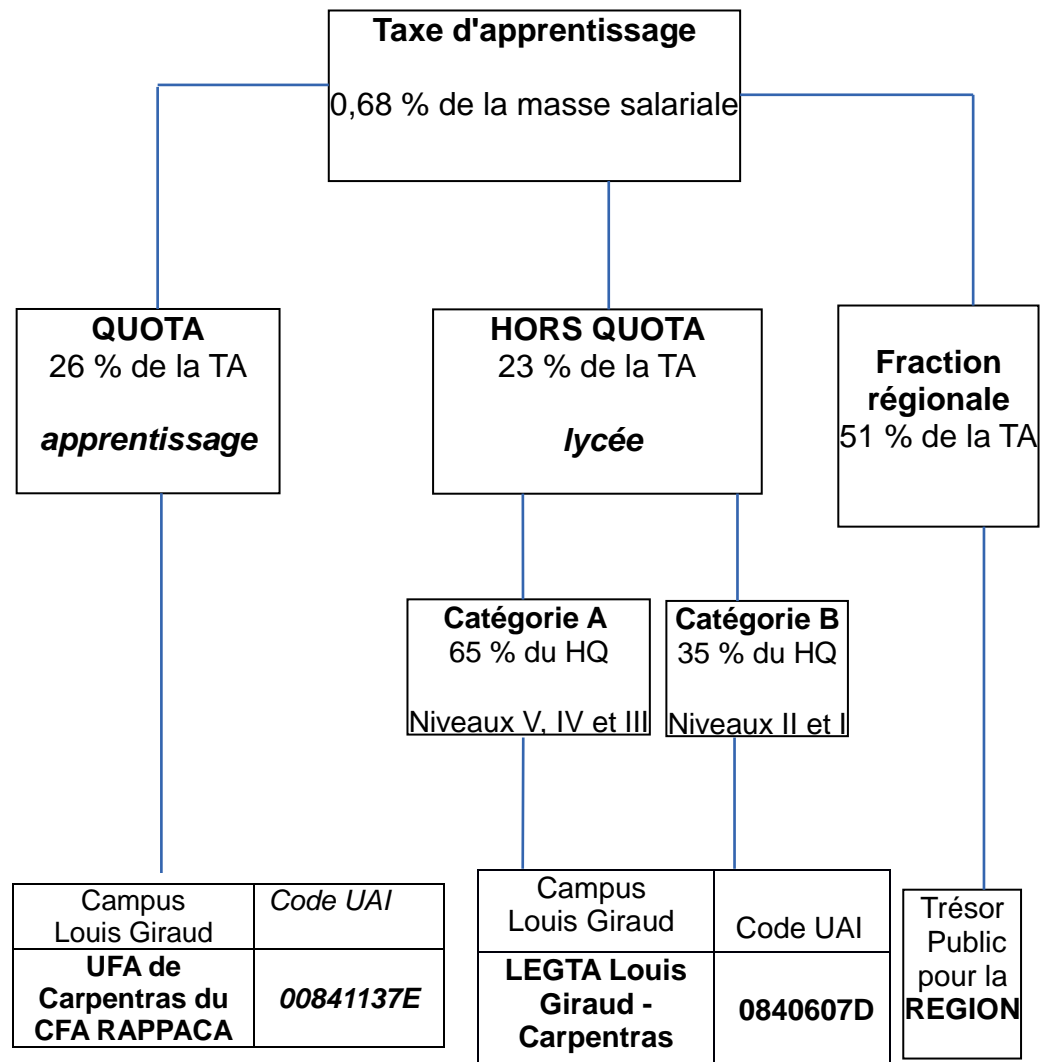 Taxe d'apprentissage
0,68 % de la masse salariale
QUOTA
26 % de la TA
apprentissage
HORS QUOTA
23 % de la TA
lycée
Fraction
régionale
51 % de la TA
Catégorie A
65 % du HQ
Niveaux V, IV et III
Catégorie B
35 % du HQ
Niveaux II et I
Campus
Louis Giraud
Code UAI
UFA de
Carpentras du
CFA RAPPACA
00841137E
Campus
Louis Giraud
Code UAI
LEGTA Louis
Giraud -
Carpentras
0840607D
Trésor
Public
pour la
REGION